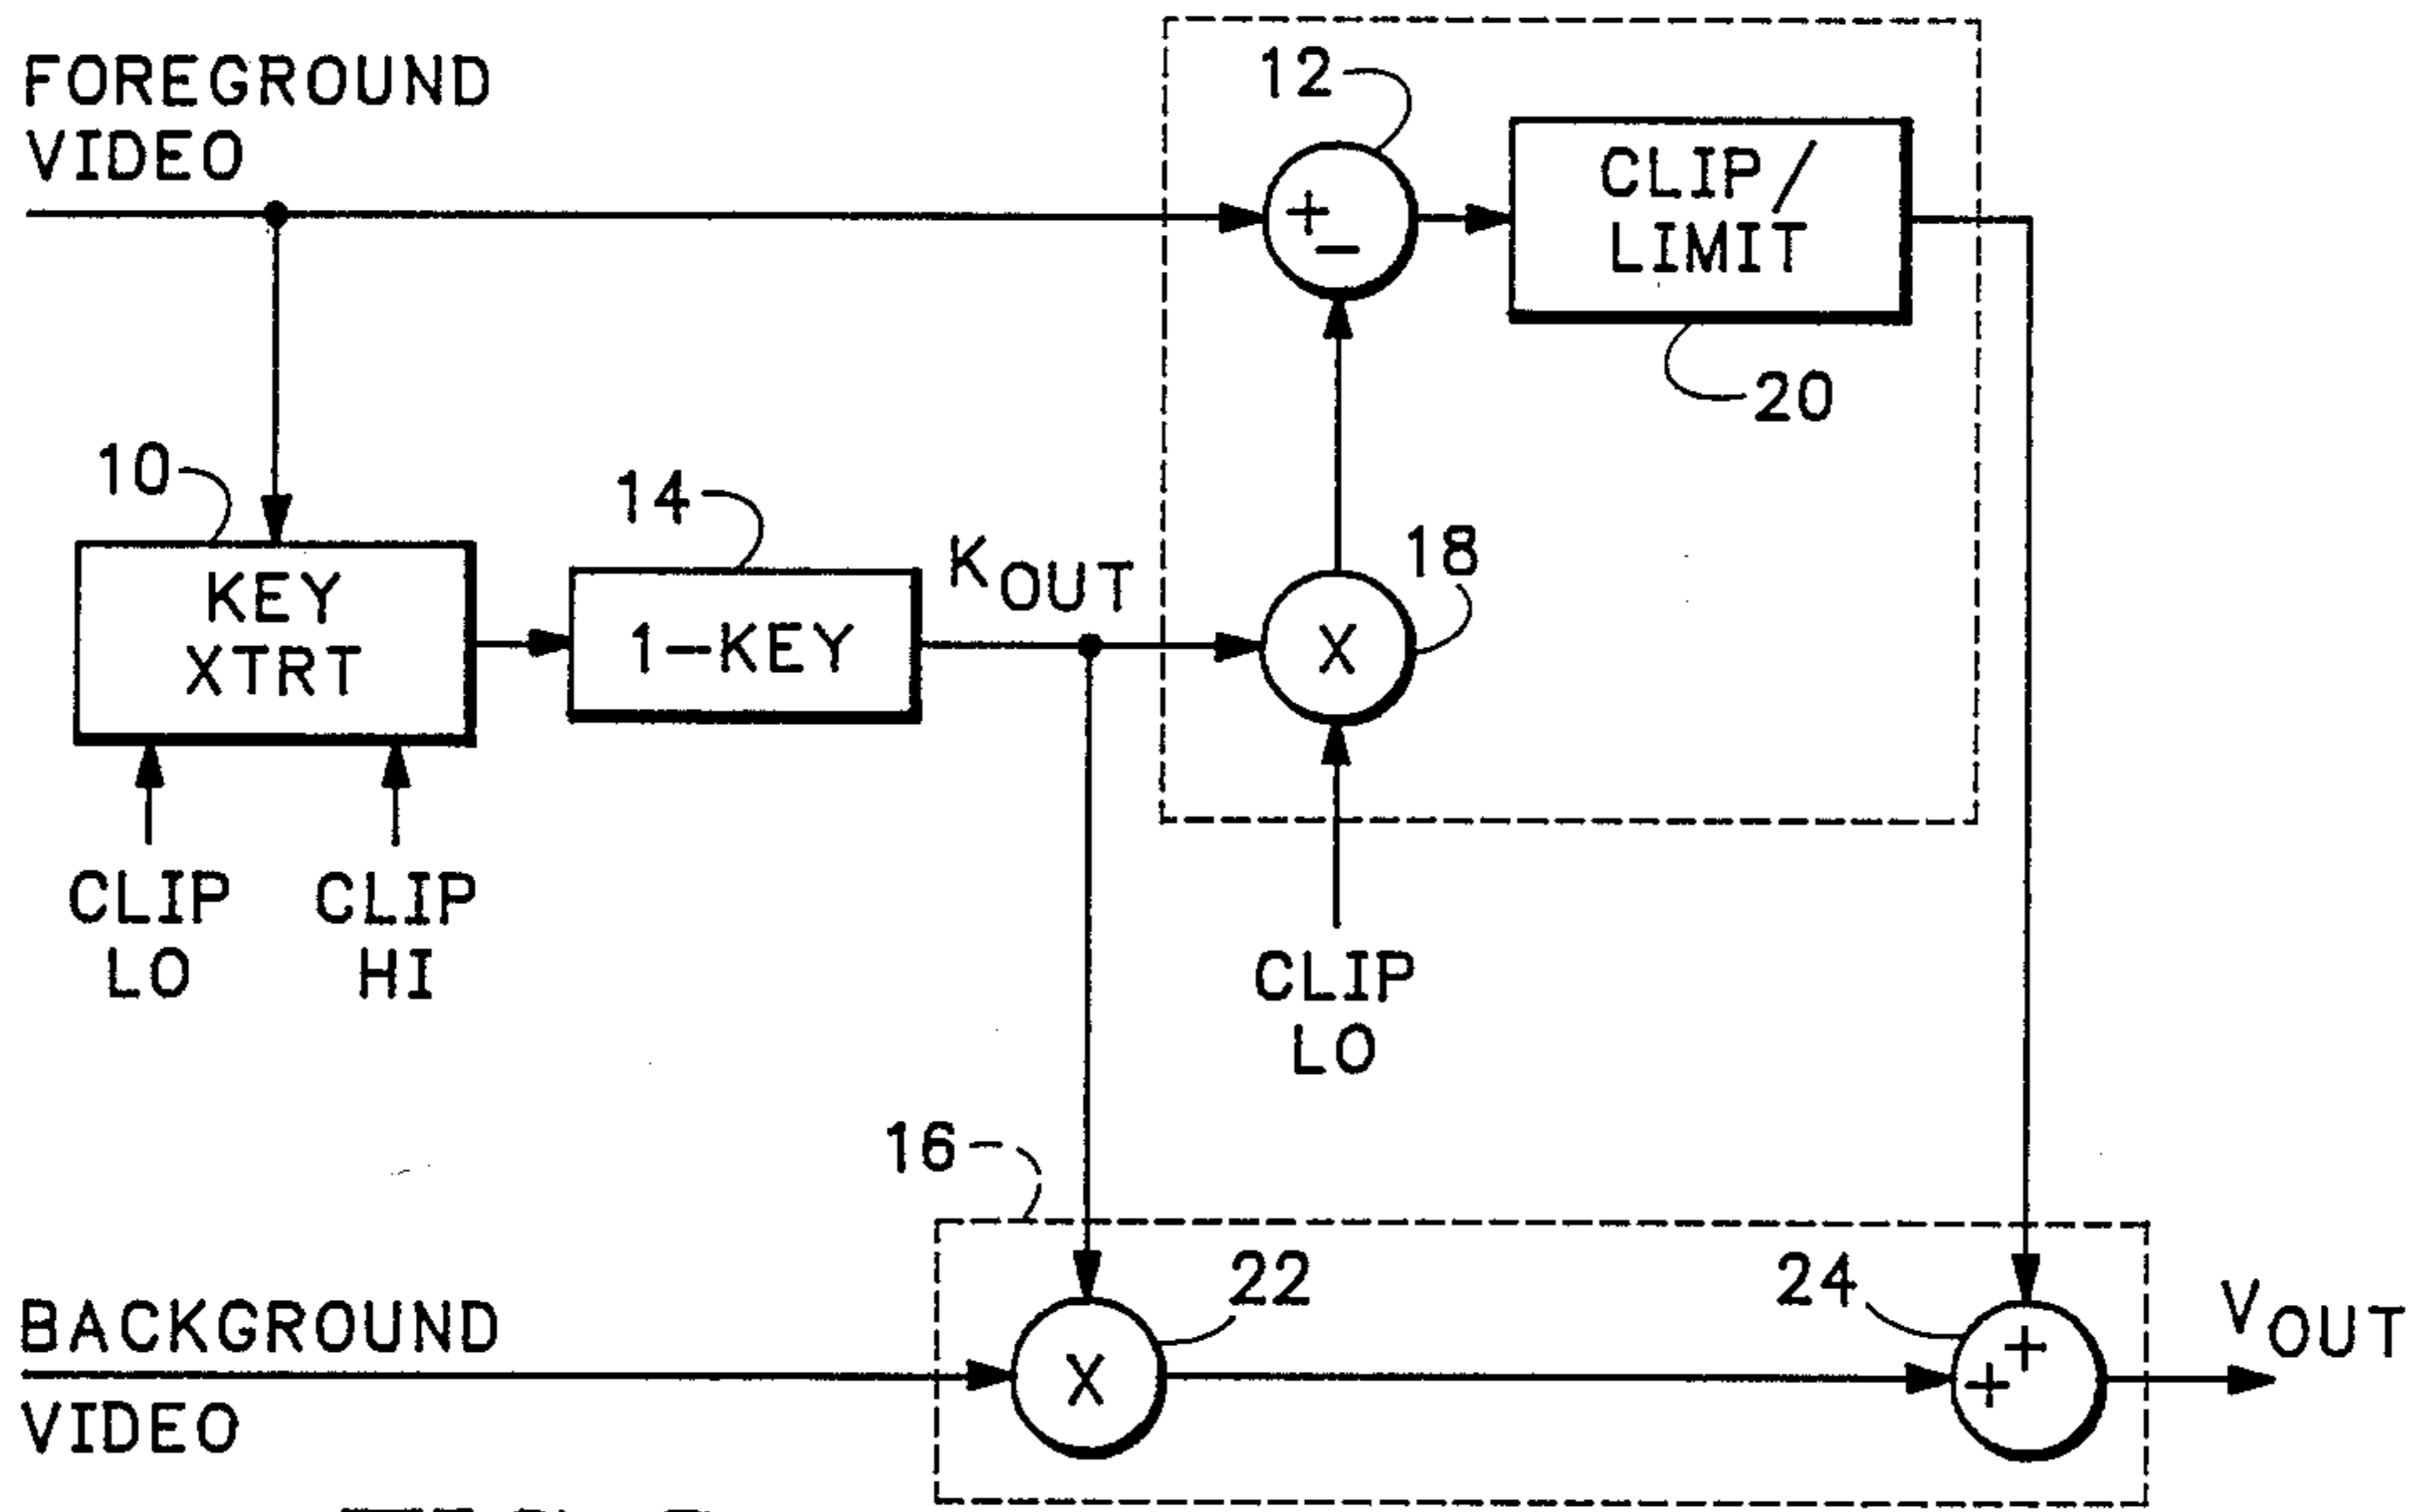 FOREGROUND
VIDEO
12
+
−
CLIP/
LIMIT
20
10
KEY
XTRT
14
1−KEY
KOUT
18
X
CLIP
LO
CLIP
HI
CLIP
LO
16
BACKGROUND
VIDEO
22
X
24
+
+
VOUT